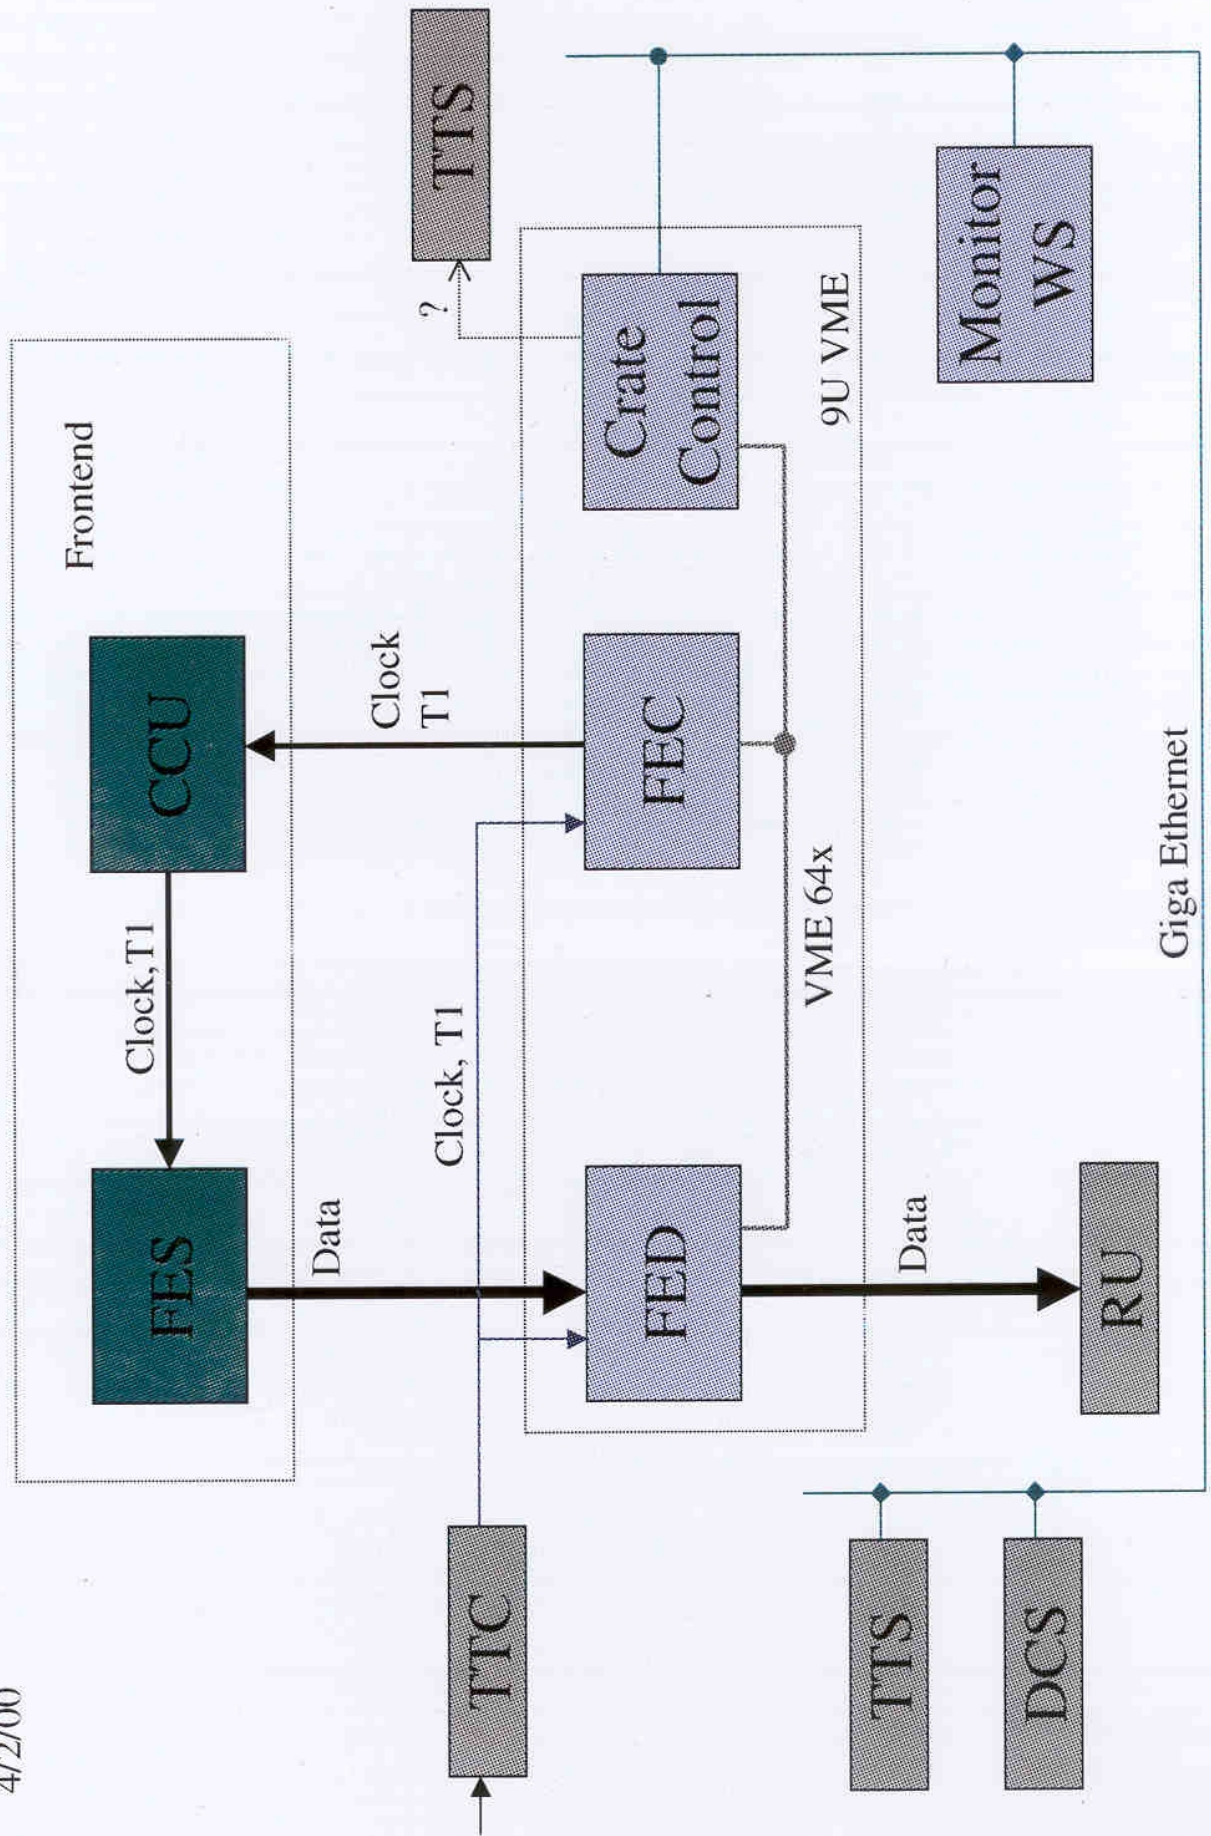 4/2/00
Frontend
FES
Clock,T1
CCU
Data
Clock
T1
TTS
?
TTC
Clock, T1
FED
FEC
Crate
Control
VME 64x
9U VME
Data
TTS
DCS
RU
Monitor
WS
Giga Ethernet